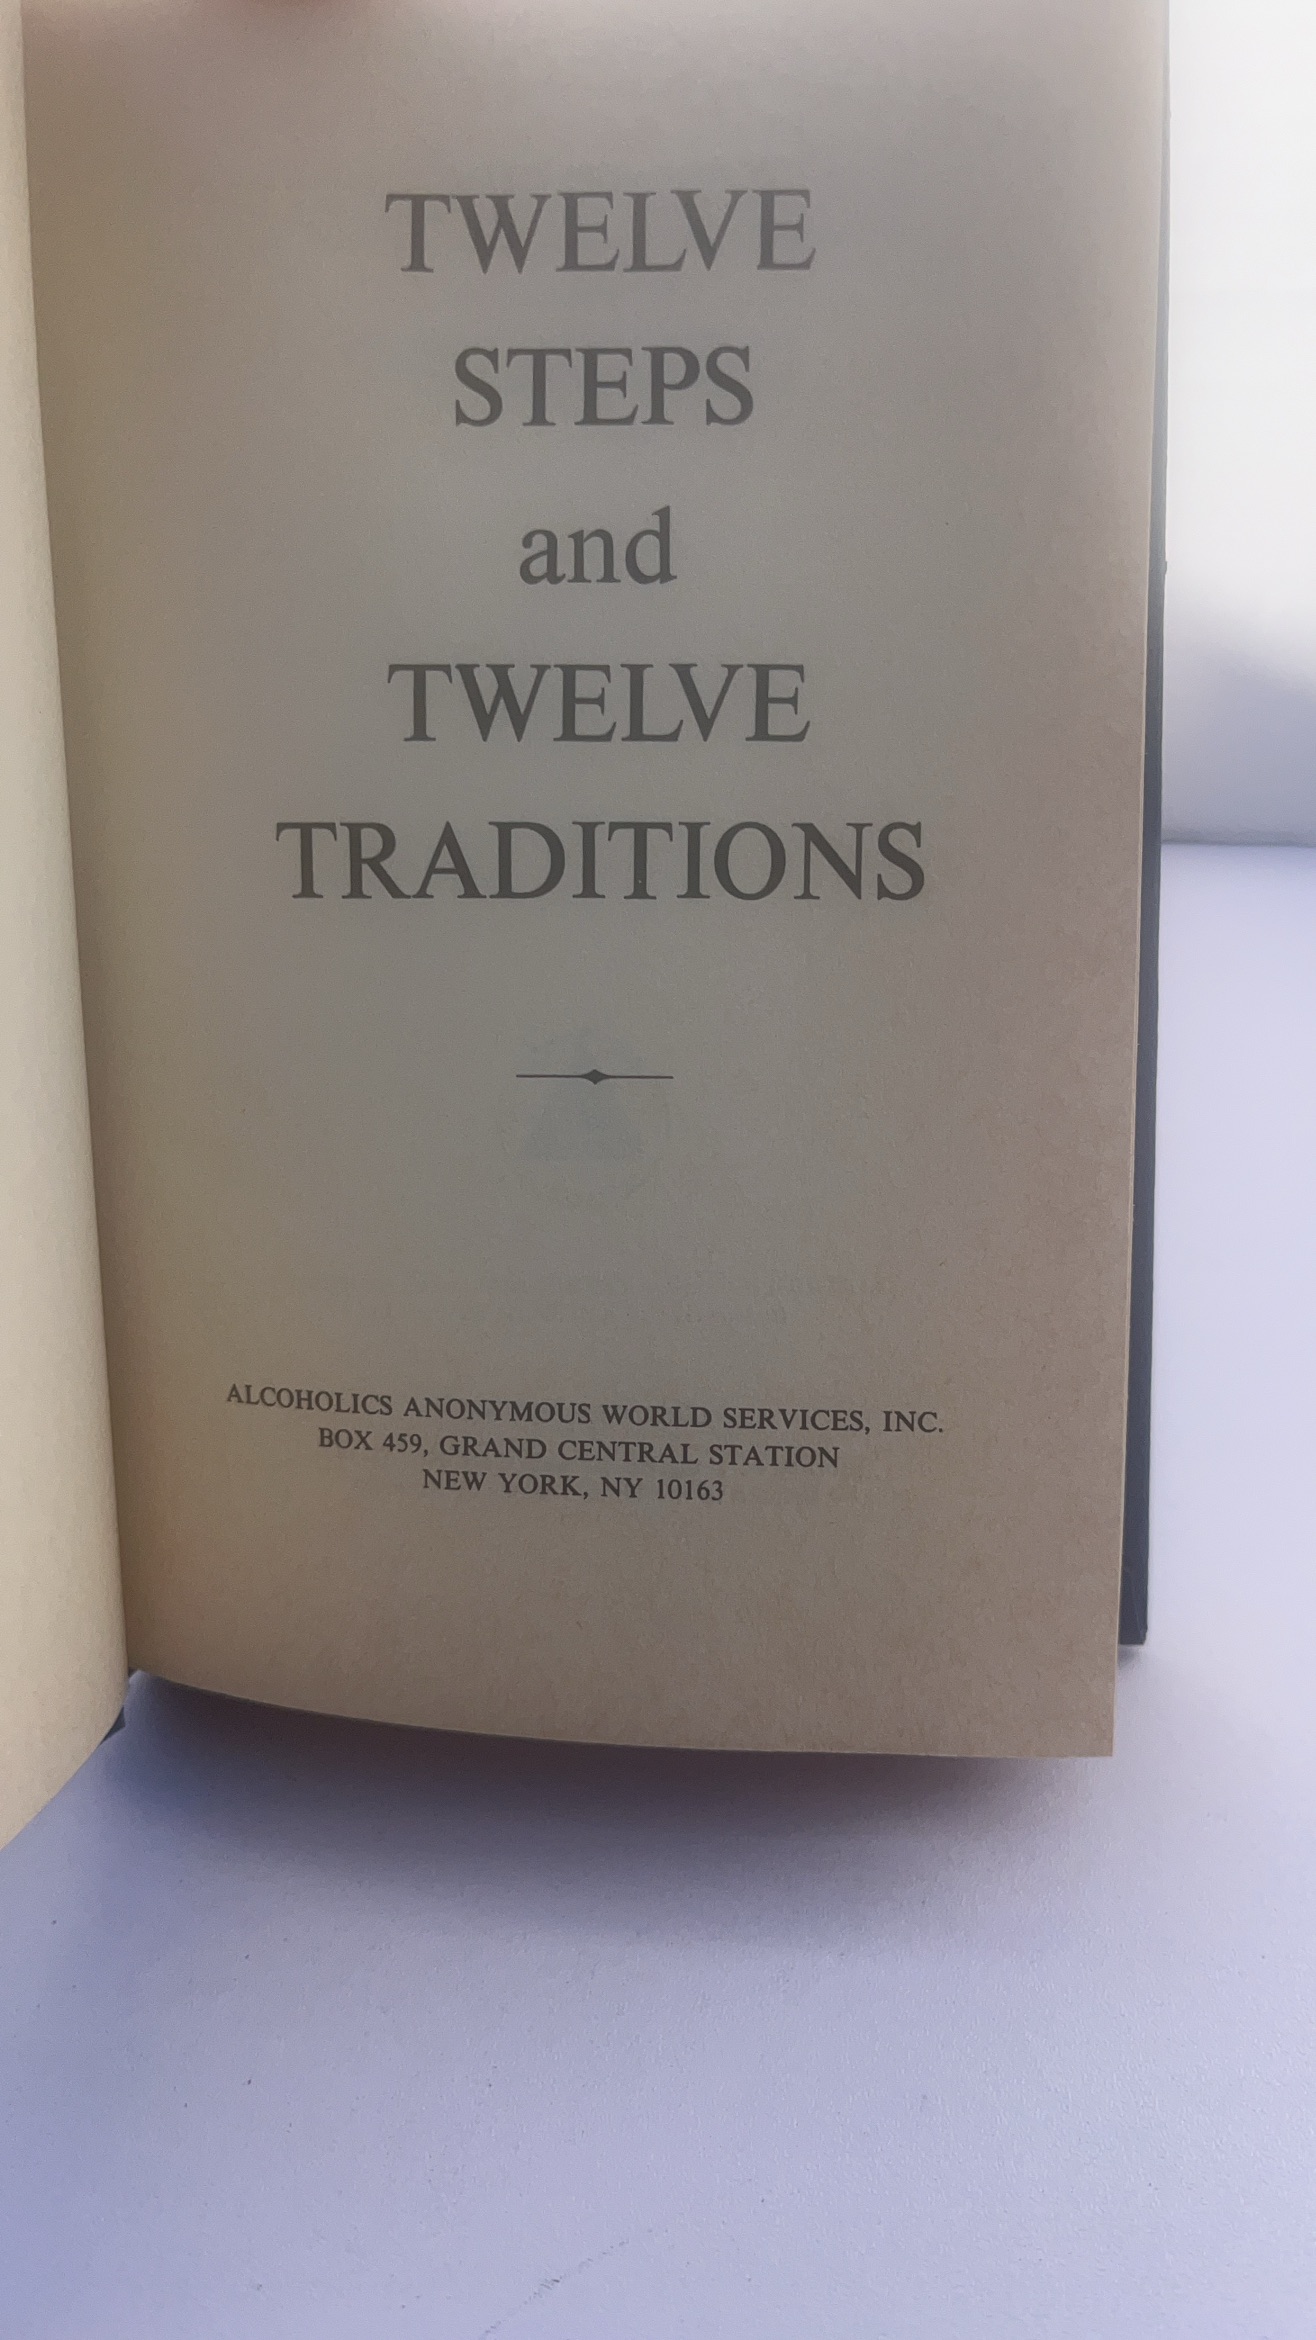 TWELVE
STEPS
and
TWELVE
TRADITIONS
ALCOHOLICS ANONYMOUS WORLD SERVICES, INC.
BOX 459, GRAND CENTRAL STATION
NEW YORK, NY 10163